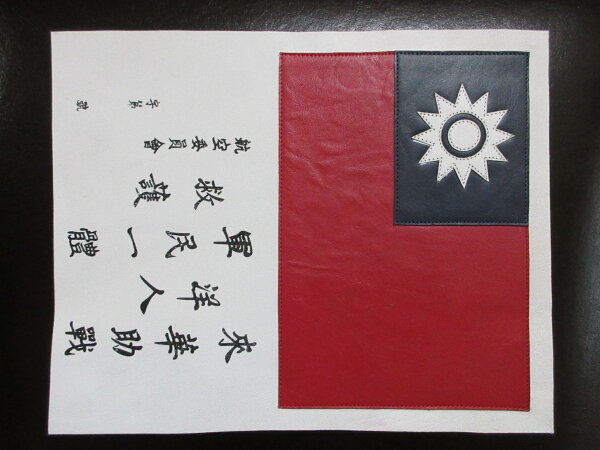 來華助戰
洋人
軍民一體
救護
航空委員會
字第號